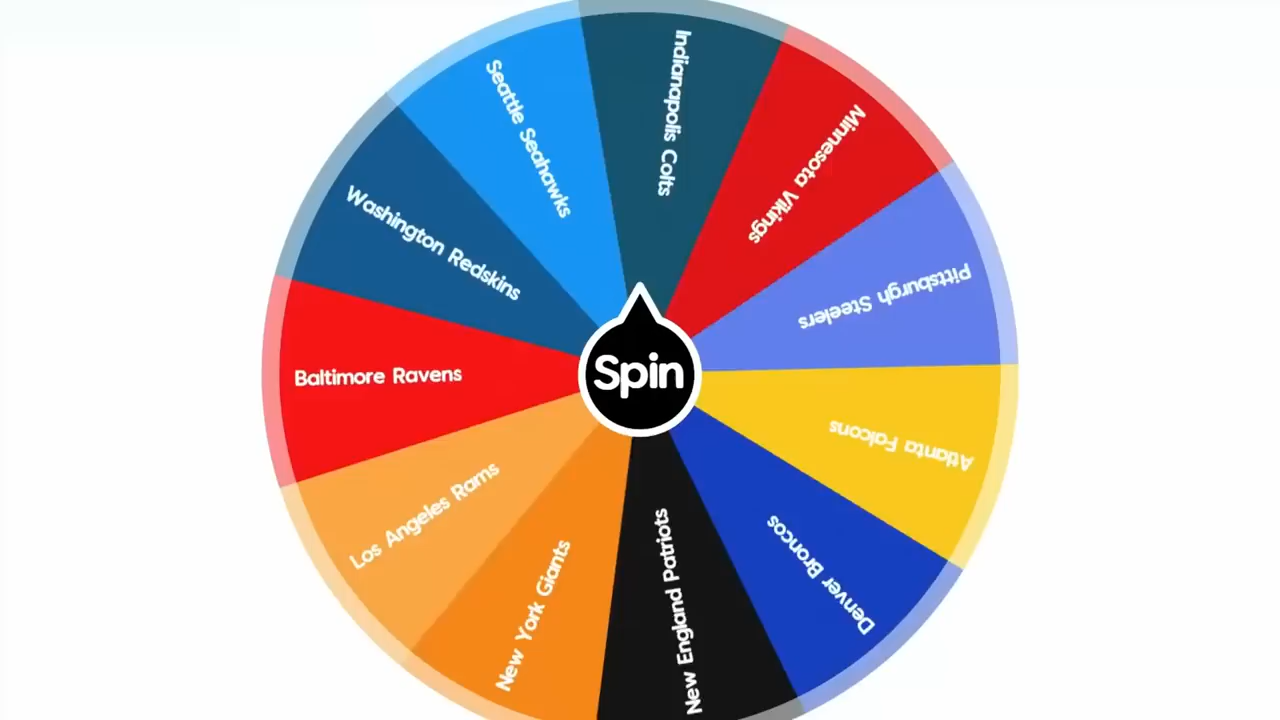 Indianapolis Colts
Minnesota Vikings
Pittsburgh Steelers
Atlanta Falcons
Denver Broncos
New England Patriots
New York Giants
Los Angeles Rams
Baltimore Ravens
Washington Redskins
Seattle Seahawks
Spin